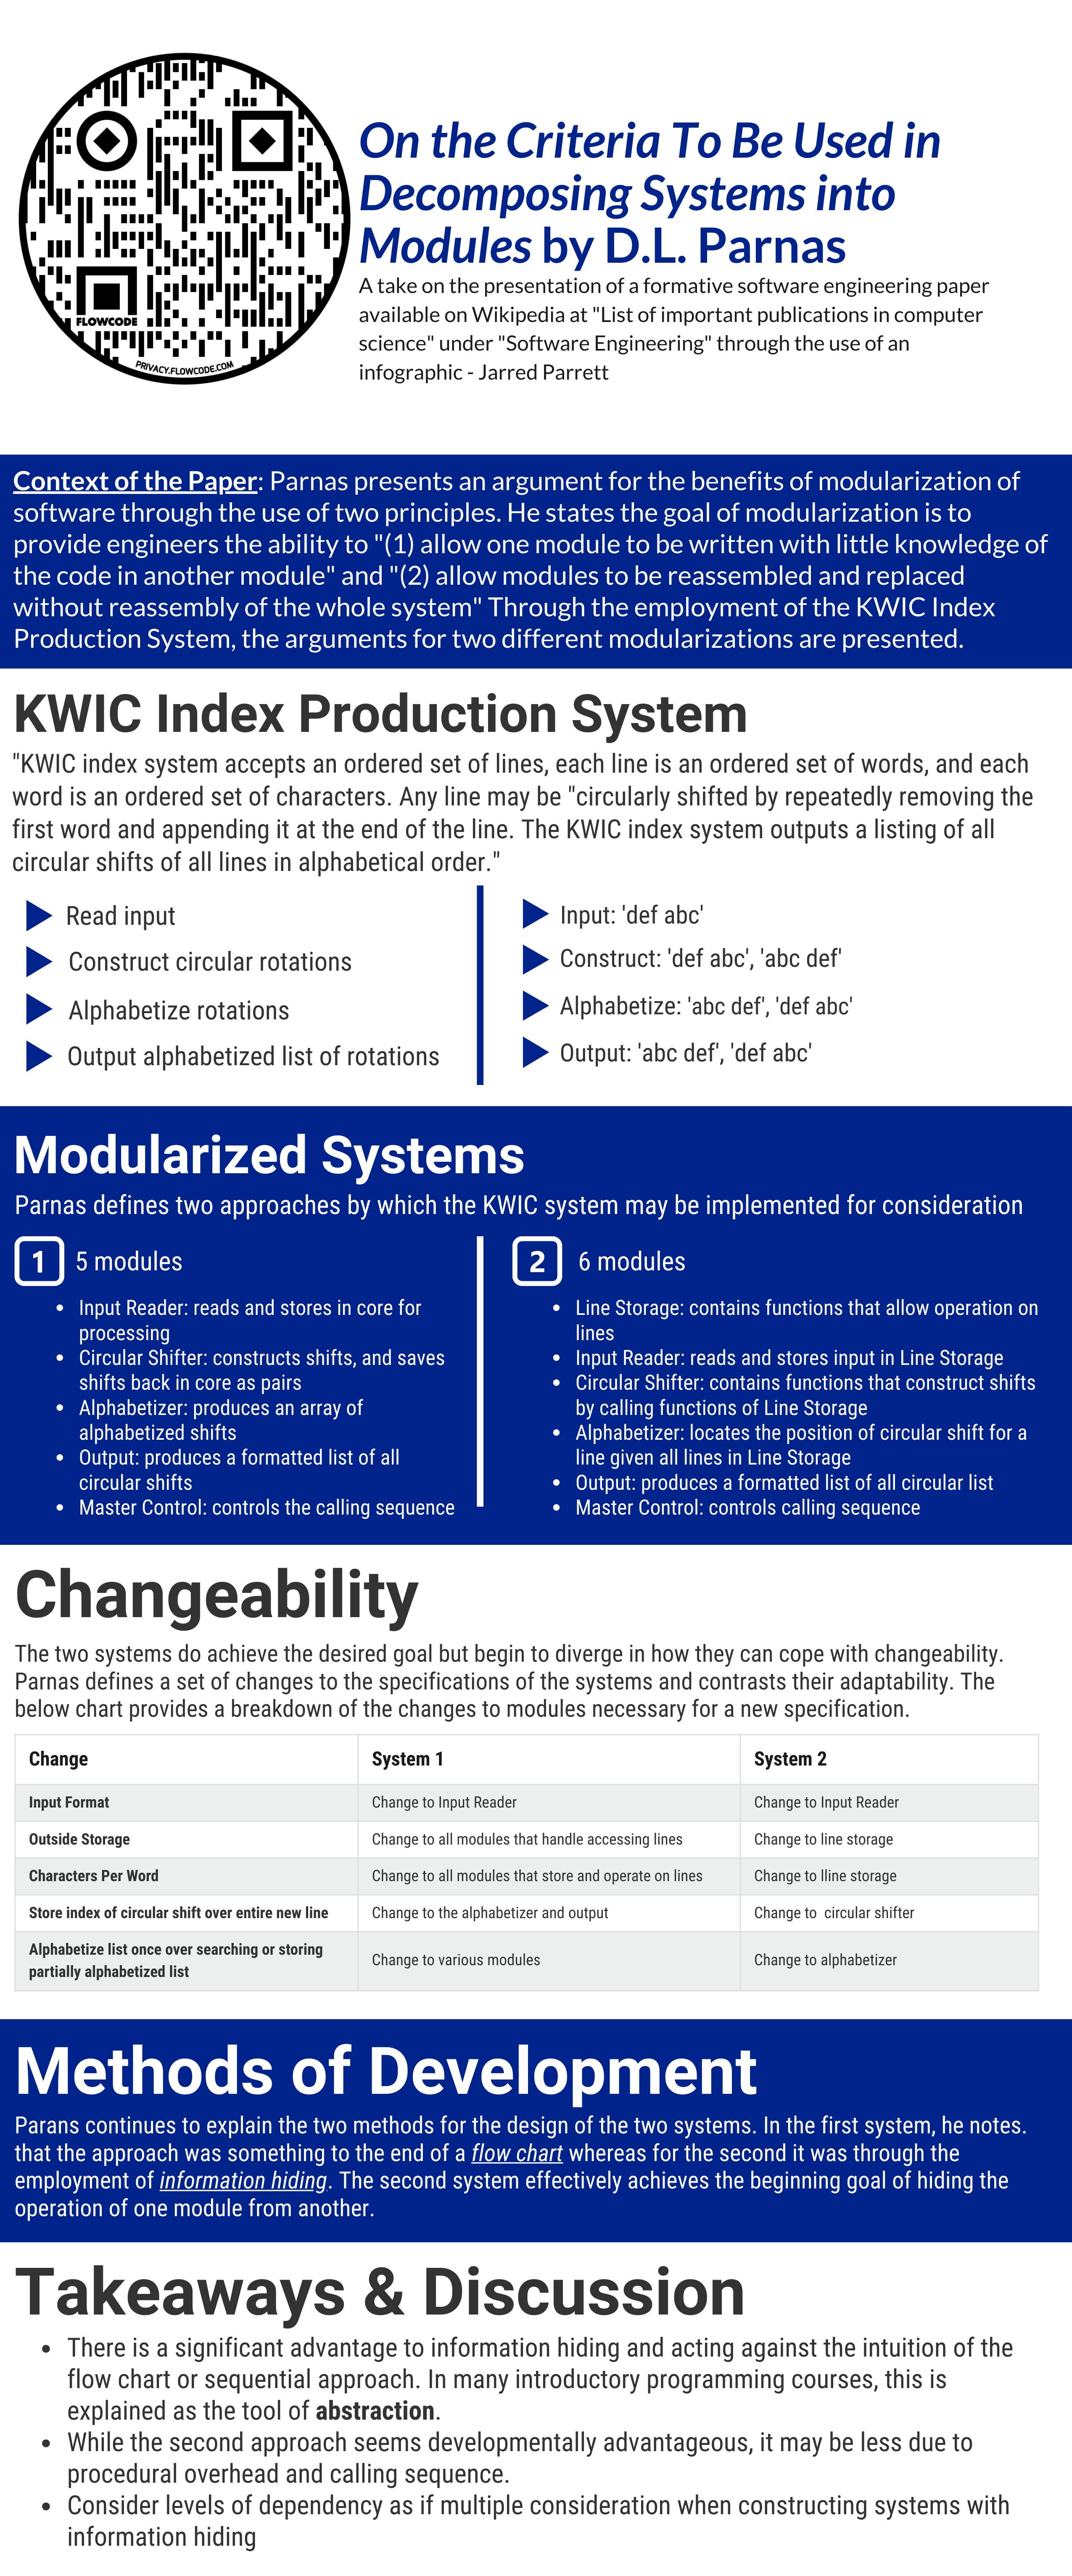 FLOWCODE
PRIVACY.FLOWCODE.COM
On the Criteria To Be Used in
Decomposing Systems into
Modules by D.L. Parnas
A take on the presentation of a formative software engineering paper
available on Wikipedia at "List of important publications in computer
science" under "Software Engineering" through the use of an
infographic - Jarred Parrett
Context of the Paper: Parnas presents an argument for the benefits of modularization of
software through the use of two principles. He states the goal of modularization is to
provide engineers the ability to "(1) allow one module to be written with little knowledge of
the code in another module" and "(2) allow modules to be reassembled and replaced
without reassembly of the whole system" Through the employment of the KWIC Index
Production System, the arguments for two different modularizations are presented.
KWIC Index Production System
"KWIC index system accepts an ordered set of lines, each line is an ordered set of words, and each
word is an ordered set of characters. Any line may be "circularly shifted by repeatedly removing the
first word and appending it at the end of the line. The KWIC index system outputs a listing of all
circular shifts of all lines in alphabetical order."
Read input
Construct circular rotations
Alphabetize rotations
Output alphabetized list of rotations
Input: 'def abc'
Construct: 'def abc', 'abc def'
Alphabetize: 'abc def', 'def abc'
Output: 'abc def', 'def abc'
Modularized Systems
Parnas defines two approaches by which the KWIC system may be implemented for consideration
1 5 modules
• Input Reader: reads and stores in core for
processing
• Circular Shifter: constructs shifts, and saves
shifts back in core as pairs
• Alphabetizer: produces an array of
alphabetized shifts
• Output: produces a formatted list of all
circular shifts
• Master Control: controls the calling sequence
2 6 modules
• Line Storage: contains functions that allow operation on
lines
• Input Reader: reads and stores input in Line Storage
• Circular Shifter: contains functions that construct shifts
by calling functions of Line Storage
• Alphabetizer: locates the position of circular shift for a
line given all lines in Line Storage
• Output: produces a formatted list of all circular list
• Master Control: controls calling sequence
Changeability
The two systems do achieve the desired goal but begin to diverge in how they can cope with changeability.
Parnas defines a set of changes to the specifications of the systems and contrasts their adaptability. The
below chart provides a breakdown of the changes to modules necessary for a new specification.
Change System 1 System 2
Input Format Change to Input Reader Change to Input Reader
Outside Storage Change to all modules that handle accessing lines Change to line storage
Characters Per Word Change to all modules that store and operate on lines Change to lline storage
Store index of circular shift over entire new line Change to the alphabetizer and output Change to circular shifter
Alphabetize list once over searching or storing
partially alphabetized list Change to various modules Change to alphabetizer
Methods of Development
Parans continues to explain the two methods for the design of the two systems. In the first system, he notes.
that the approach was something to the end of a flow chart whereas for the second it was through the
employment of information hiding. The second system effectively achieves the beginning goal of hiding the
operation of one module from another.
Takeaways & Discussion
• There is a significant advantage to information hiding and acting against the intuition of the
flow chart or sequential approach. In many introductory programming courses, this is
explained as the tool of abstraction.
• While the second approach seems developmentally advantageous, it may be less due to
procedural overhead and calling sequence.
• Consider levels of dependency as if multiple consideration when constructing systems with
information hiding